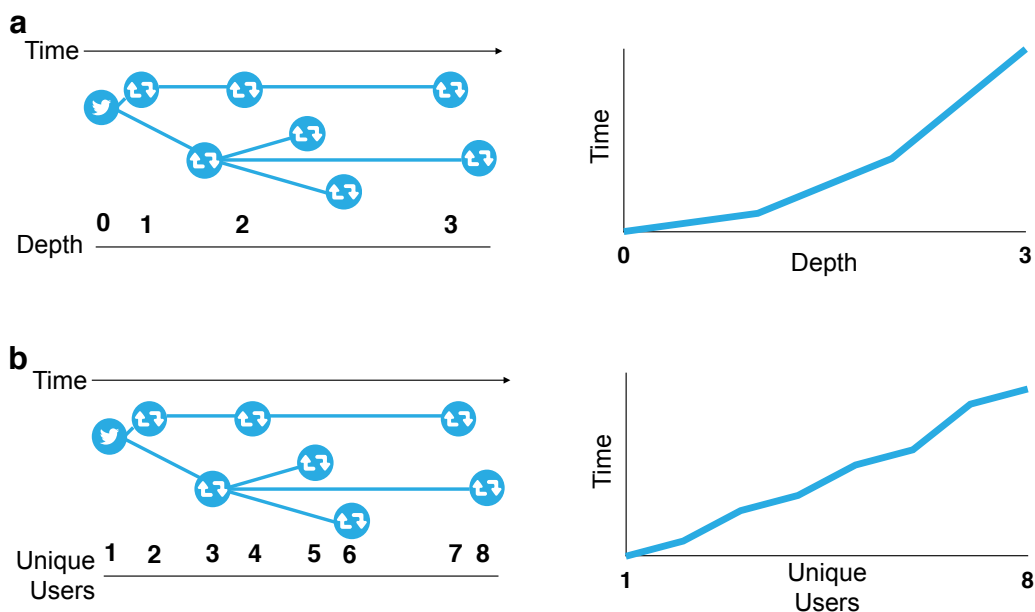 a
Time
0 1 2 3
Depth
Time
0 3
Depth
b
Time
1 2 3 4 5 6 7 8
Unique
Users
Time
1 8
Unique
Users